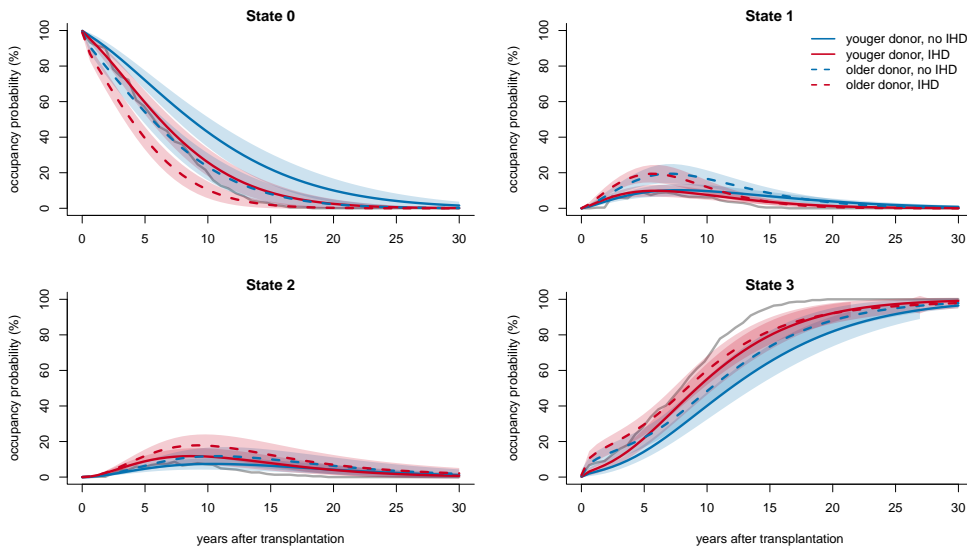 State 0
occupancy probability (%)
0 20 40 60 80 100
0 5 10 15 20 25 30
State 1
occupancy probability (%)
0 20 40 60 80 100
0 5 10 15 20 25 30
youger donor, no IHD
youger donor, IHD
older donor, no IHD
older donor, IHD
State 2
occupancy probability (%)
0 20 40 60 80 100
0 5 10 15 20 25 30
years after transplantation
State 3
occupancy probability (%)
0 20 40 60 80 100
0 5 10 15 20 25 30
years after transplantation